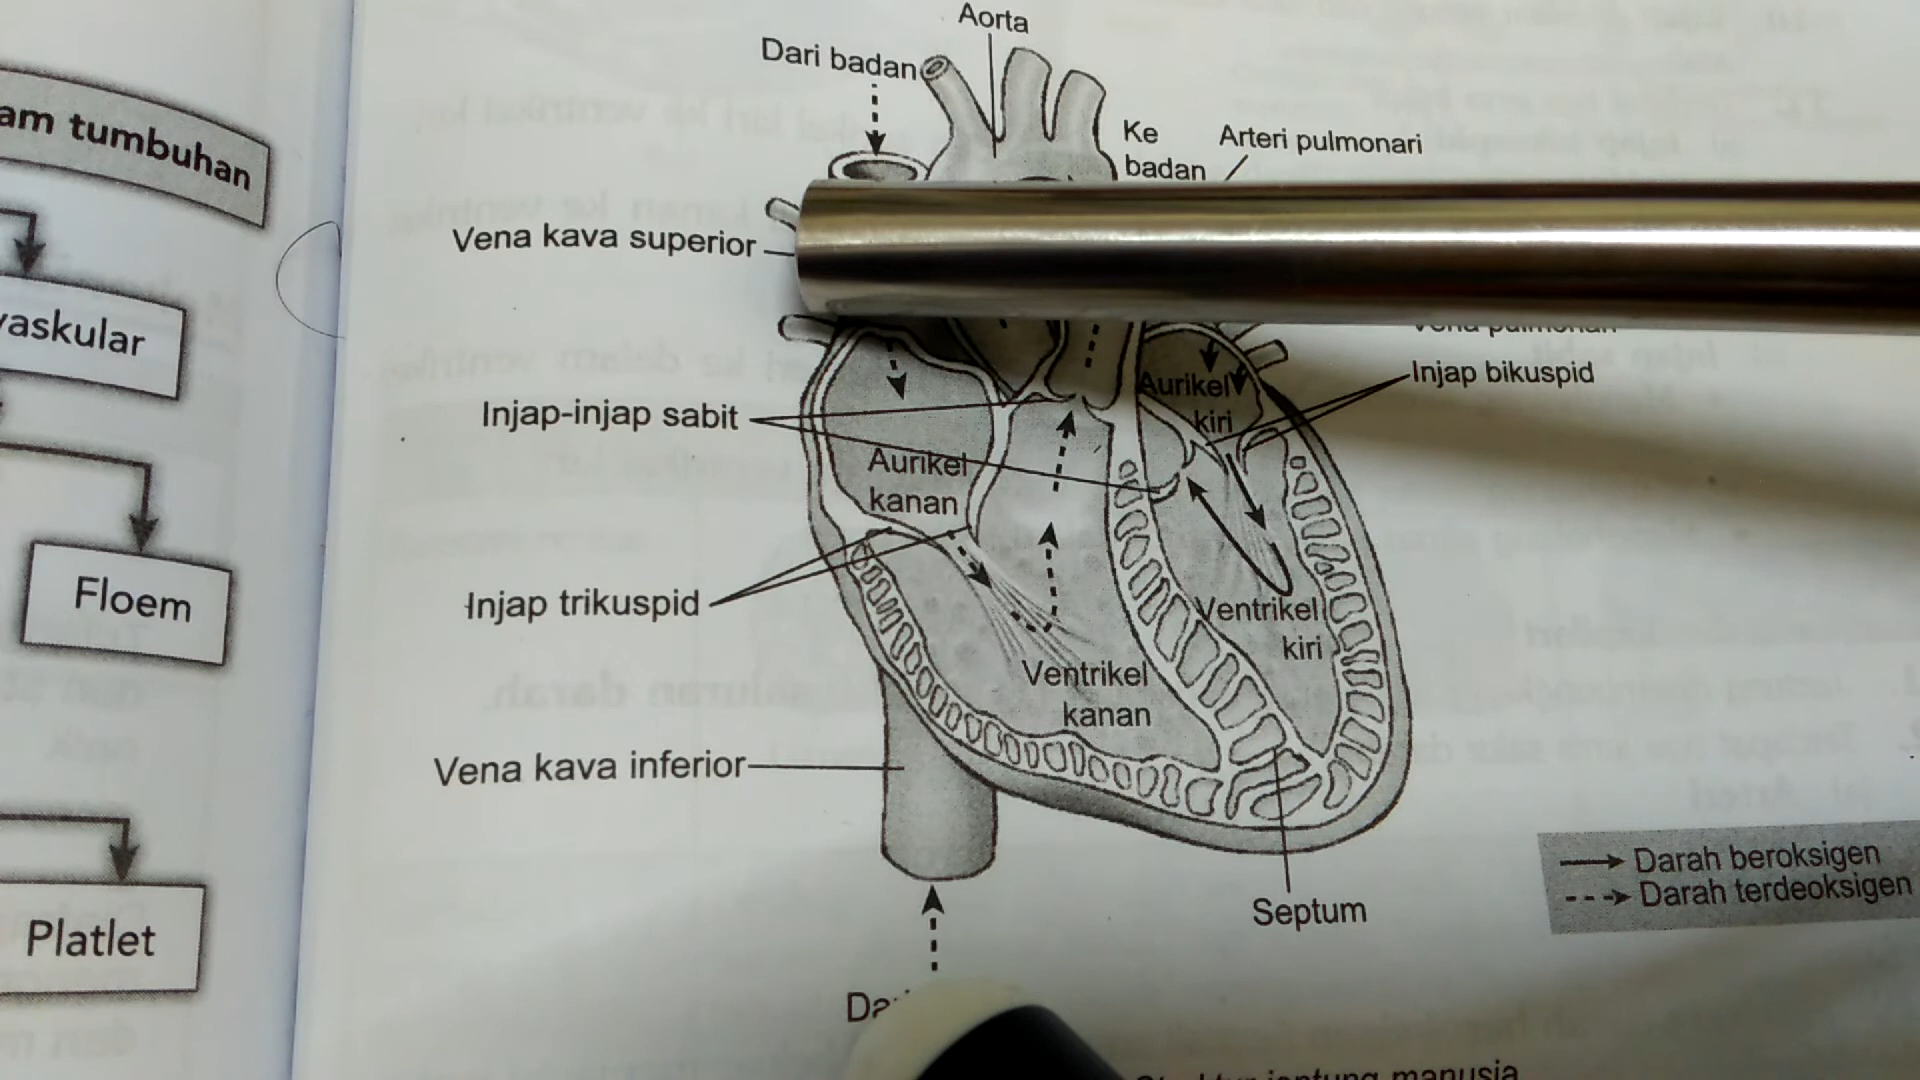 am tumbuhan
vaskular
Floem
Platlet
Aorta
Dari badan
Ke
badan
Arteri pulmonari
Vena kava superior
Injap bikuspid
Aurikel
kiri
Injap-injap sabit
Aurikel
kanan
Injap trikuspid
Ventrikel
kiri
Ventrikel
kanan
Vena kava inferior
Septum
Darah beroksigen
Darah terdeoksigen
jantung manusia